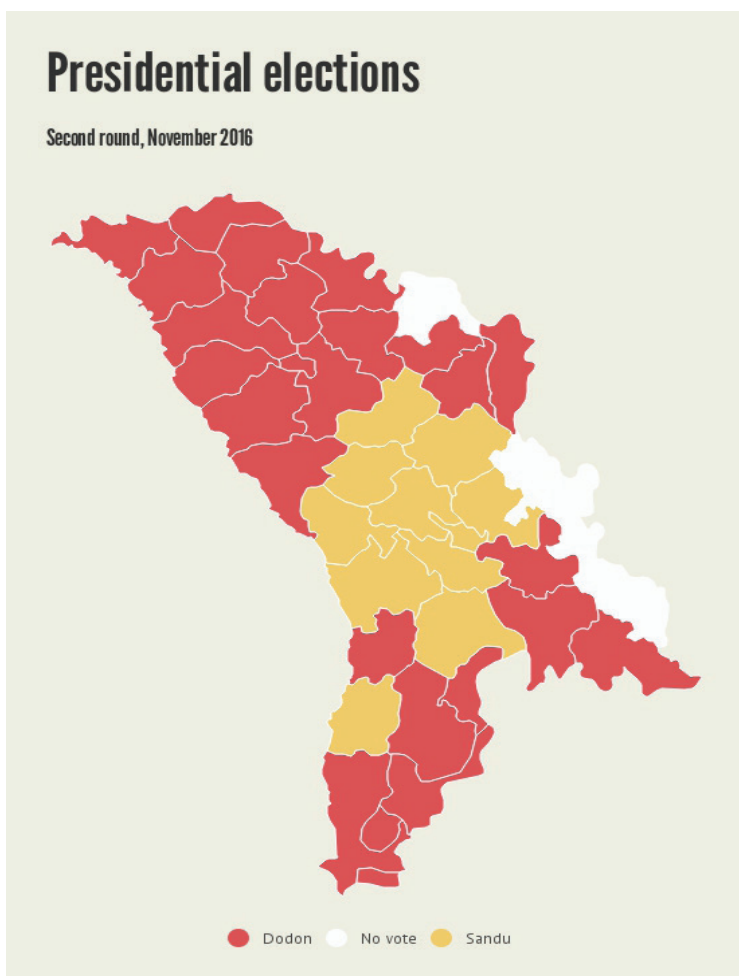 Presidential elections
Second round, November 2016
Dodon No vote Sandu